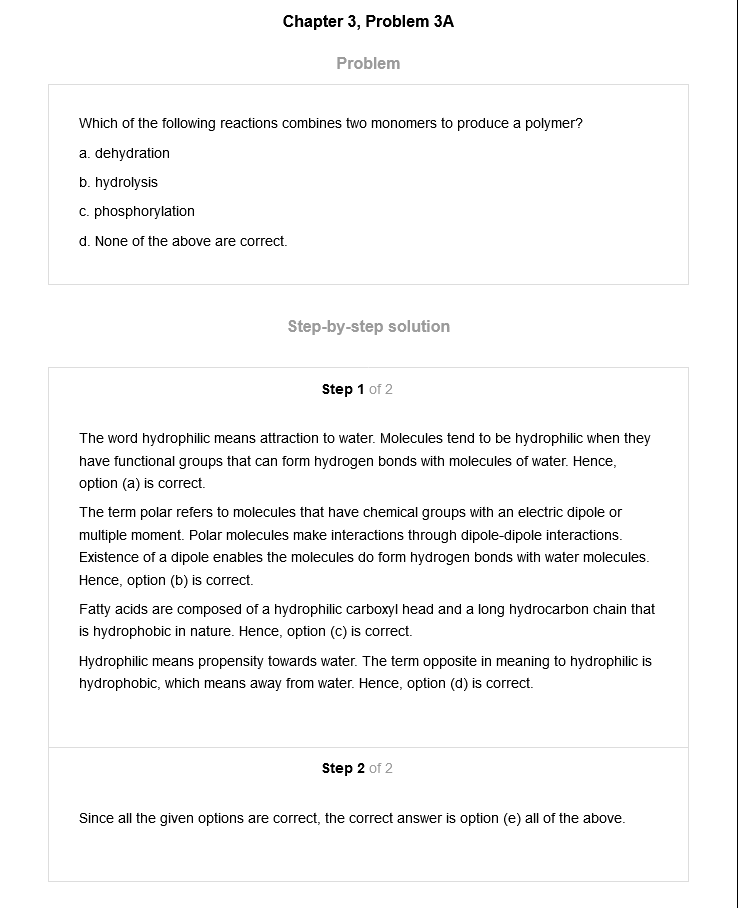 Chapter 3, Problem 3A
Problem
Which of the following reactions combines two monomers to produce a polymer?
a. dehydration
b. hydrolysis
c. phosphorylation
d. None of the above are correct.
Step-by-step solution
Step 1 of 2
The word hydrophilic means attraction to water. Molecules tend to be hydrophilic when they
have functional groups that can form hydrogen bonds with molecules of water. Hence,
option (a) is correct.
The term polar refers to molecules that have chemical groups with an electric dipole or
multiple moment. Polar molecules make interactions through dipole-dipole interactions.
Existence of a dipole enables the molecules do form hydrogen bonds with water molecules.
Hence, option (b) is correct.
Fatty acids are composed of a hydrophilic carboxyl head and a long hydrocarbon chain that
is hydrophobic in nature. Hence, option (c) is correct.
Hydrophilic means propensity towards water. The term opposite in meaning to hydrophilic is
hydrophobic, which means away from water. Hence, option (d) is correct.
Step 2 of 2
Since all the given options are correct, the correct answer is option (e) all of the above.